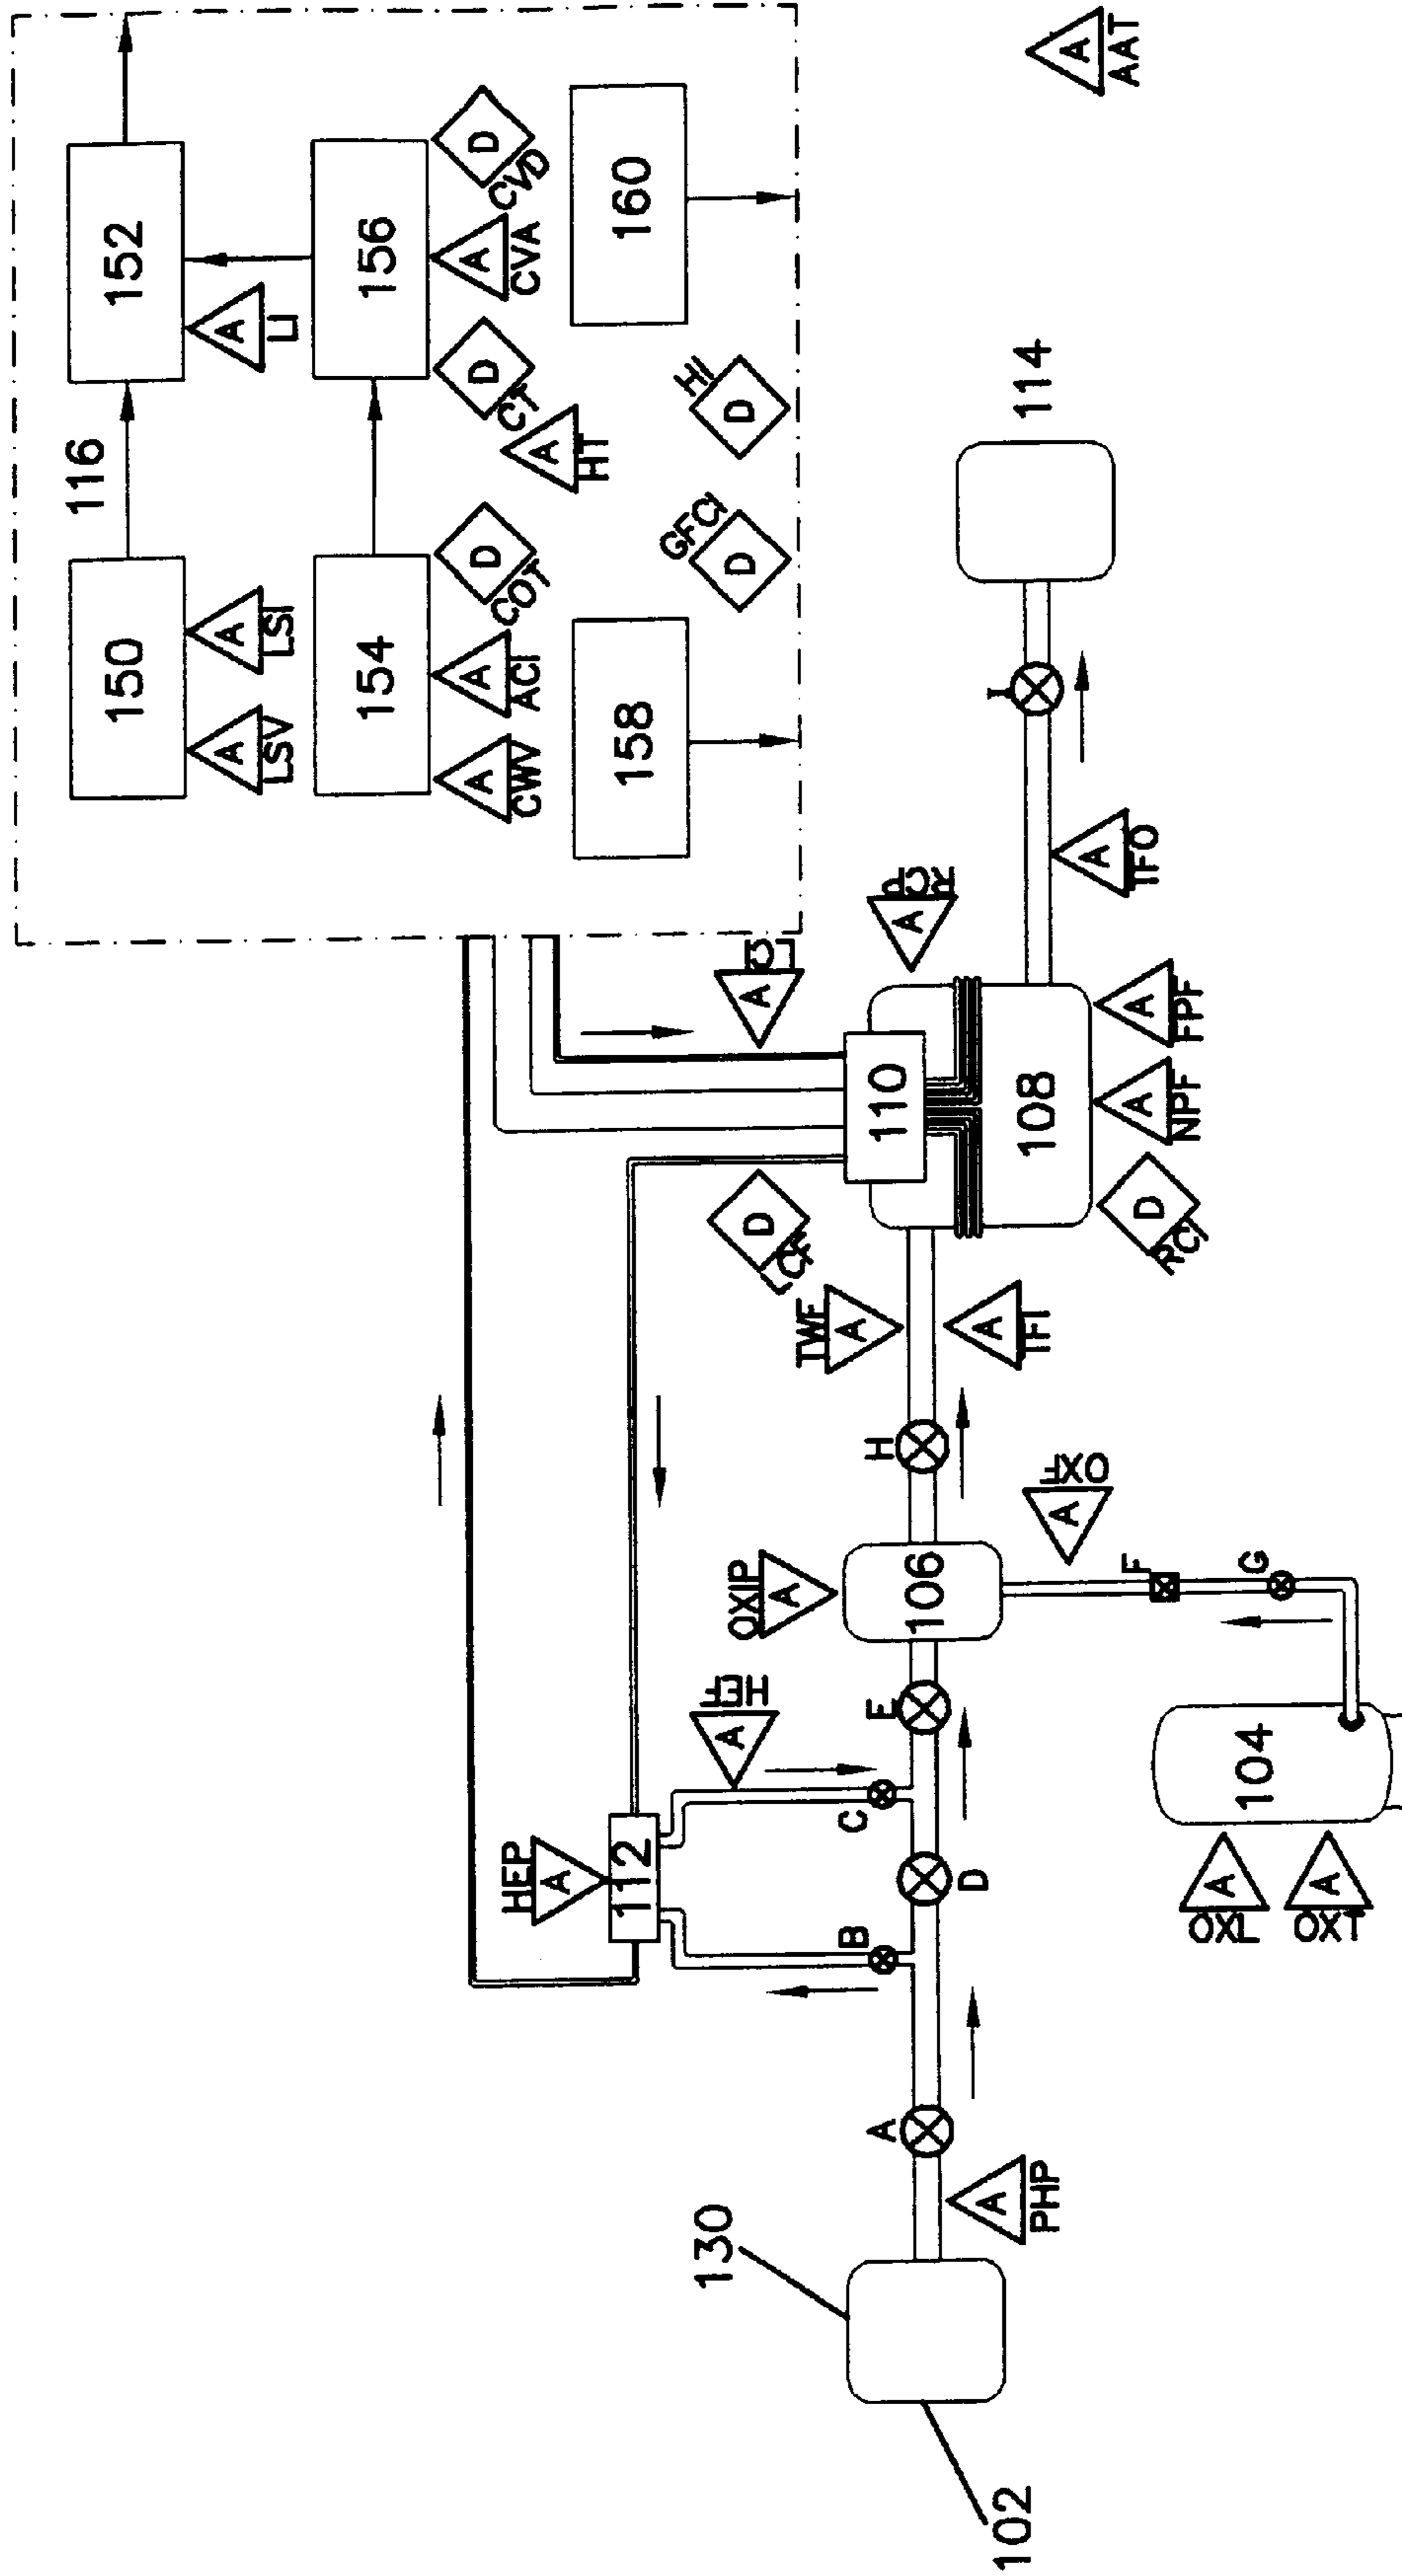 116
150
152
A
LSV
A
LSI
A
LI
154
156
A
CWV
A
ACI
D
COT
D
CT
A
HT
A
CVA
D
CVD
158
160
GFCI
D
HI
D
A
AAT
114
I
A
TFO
A
RCP
A
LCI
110
108
D
LCF
D
RCI
A
NPF
A
FPF
TWF
A
A
TFI
H
OXIP
A
106
A
OXF
F
G
104
A
OXL
A
OXT
HEP
A
112
A
HEF
B
C
D
E
A
A
PHP
130
102